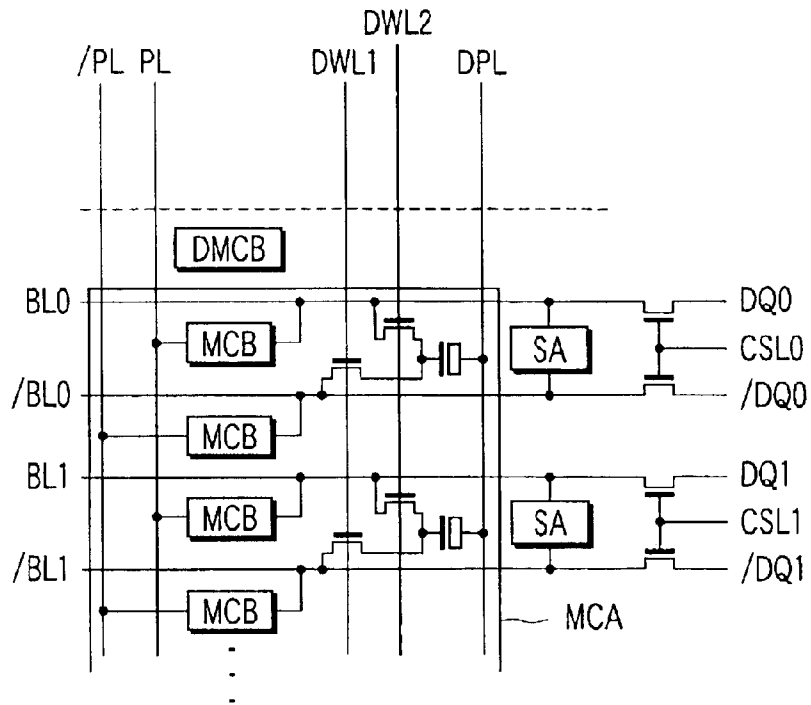 DWL2
/PL PL DWL1 DPL
DMCB
BL0 DQ0
MCB SA CSL0
/BL0 /DQ0
MCB
BL1 DQ1
MCB SA CSL1
/BL1 /DQ1
MCB MCA